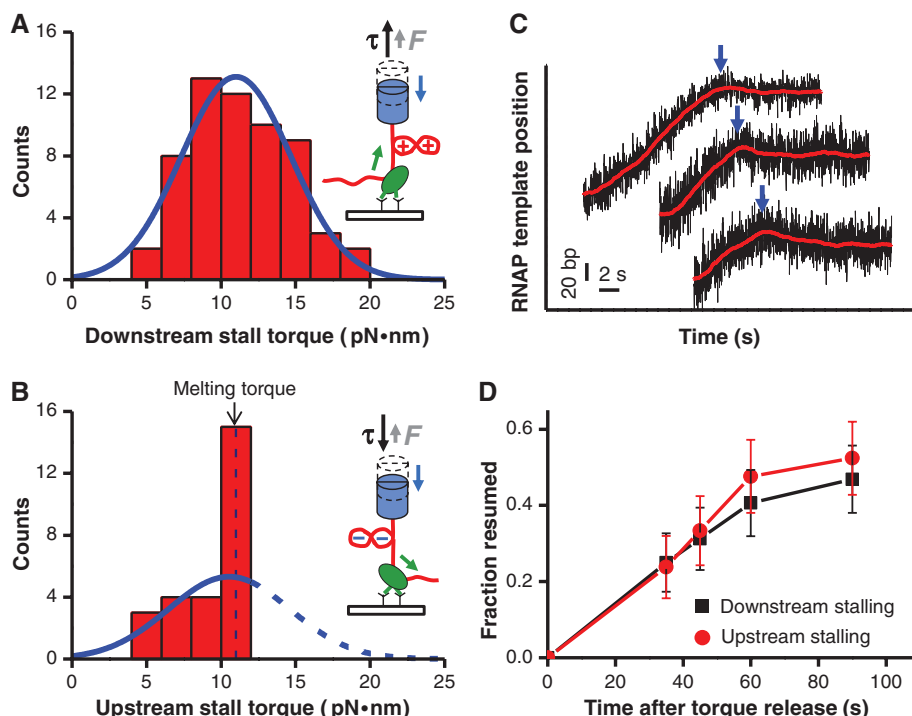 A
16
12
8
4
0
Counts
0 5 10 15 20 25
Downstream stall torque (pN•nm)
τ F
+ +
B
Melting torque
16
12
8
4
0
Counts
0 5 10 15 20 25
Upstream stall torque (pN•nm)
τ F
− −
C
RNAP template position
20 bp
2 s
Time (s)
D
0.6
0.4
0.2
0.0
Fraction resumed
Downstream stalling
Upstream stalling
0 20 40 60 80 100
Time after torque release (s)